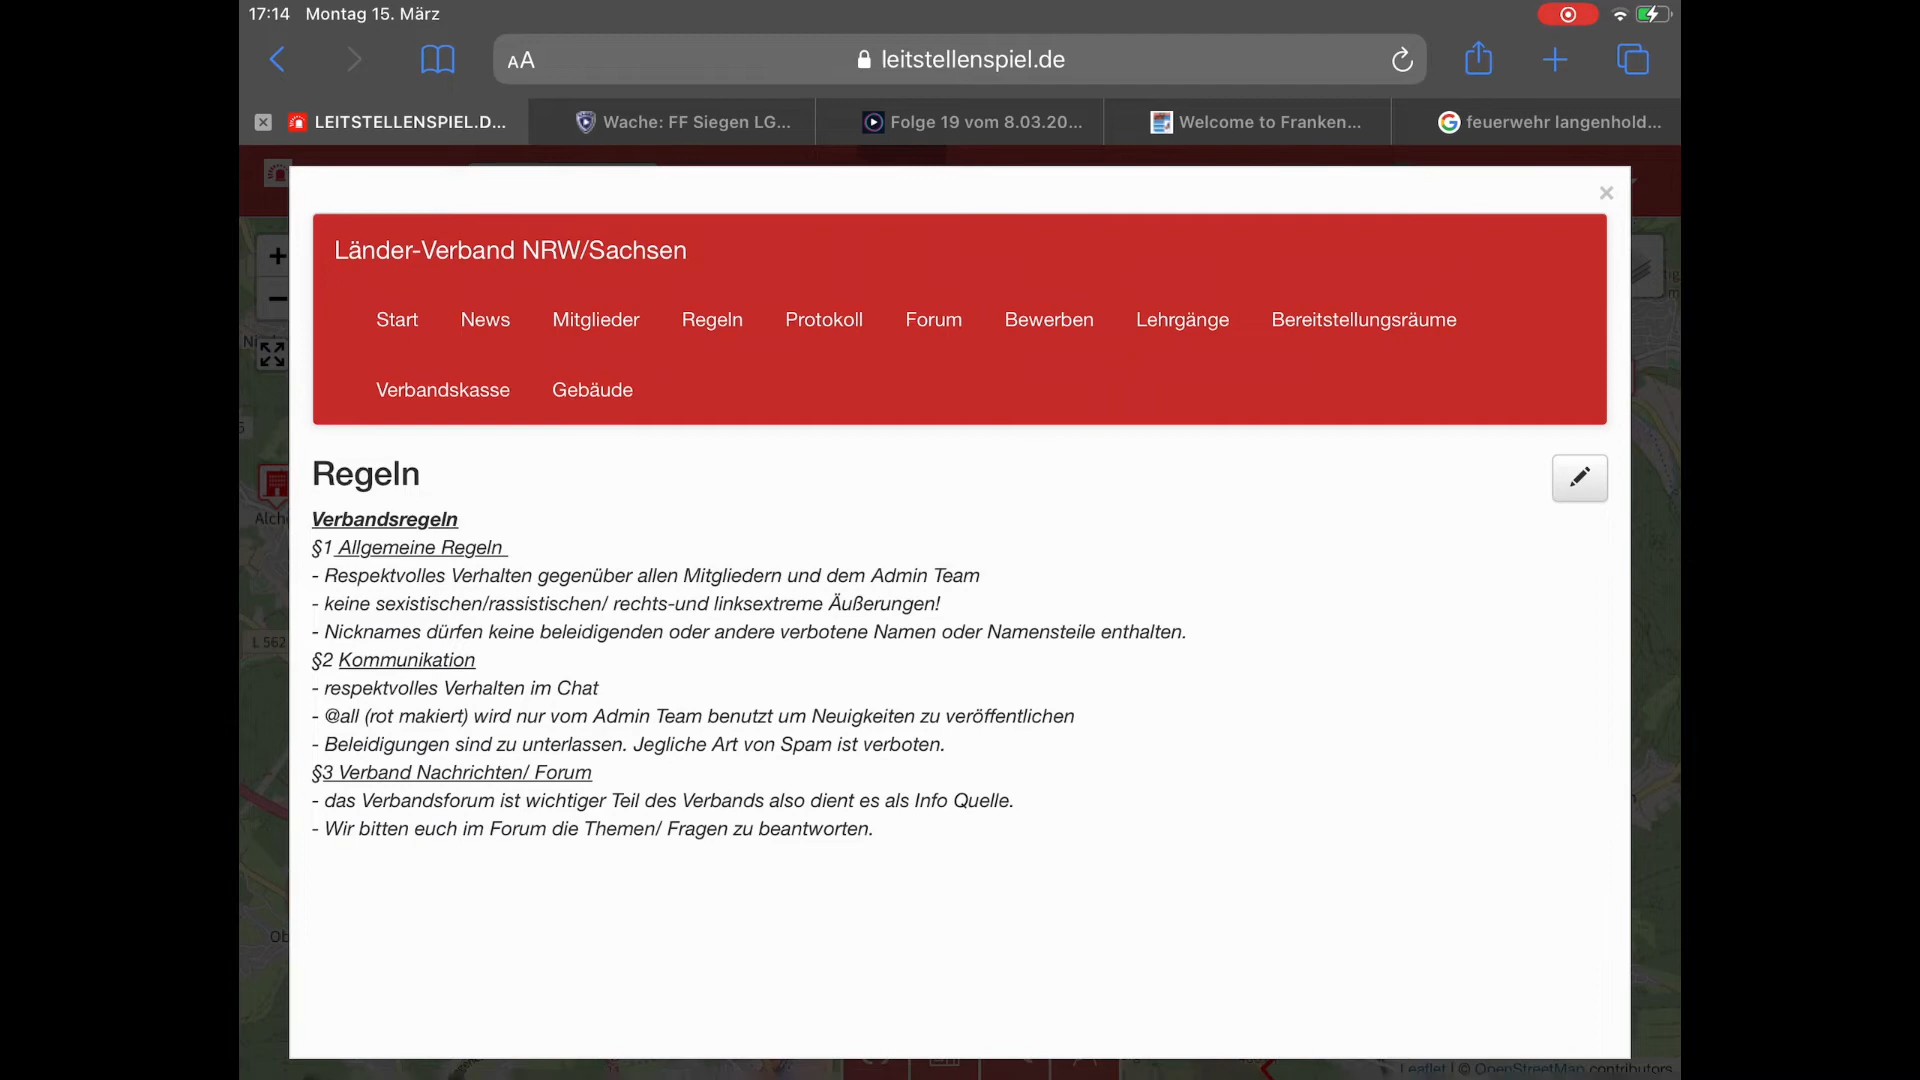 17:14 Montag 15. März
AA leitstellenspiel.de
LEITSTELLENSPIEL.D... Wache: FF Siegen LG... Folge 19 vom 8.03.20... Welcome to Franken... feuerwehr langenhold...
Länder-Verband NRW/Sachsen
Start News Mitglieder Regeln Protokoll Forum Bewerben Lehrgänge Bereitstellungsräume
Verbandskasse Gebäude
Regeln
Verbandsregeln
§1 Allgemeine Regeln
- Respektvolles Verhalten gegenüber allen Mitgliedern und dem Admin Team
- keine sexistischen/rassistischen/ rechts-und linksextreme Äußerungen!
- Nicknames dürfen keine beleidigenden oder andere verbotene Namen oder Namensteile enthalten.
L 562
§2 Kommunikation
- respektvolles Verhalten im Chat
- @all (rot makiert) wird nur vom Admin Team benutzt um Neuigkeiten zu veröffentlichen
- Beleidigungen sind zu unterlassen. Jegliche Art von Spam ist verboten.
§3 Verband Nachrichten/ Forum
- das Verbandsforum ist wichtiger Teil des Verbands also dient es als Info Quelle.
- Wir bitten euch im Forum die Themen/ Fragen zu beantworten.
Leaflet | © OpenStreetMap contributors